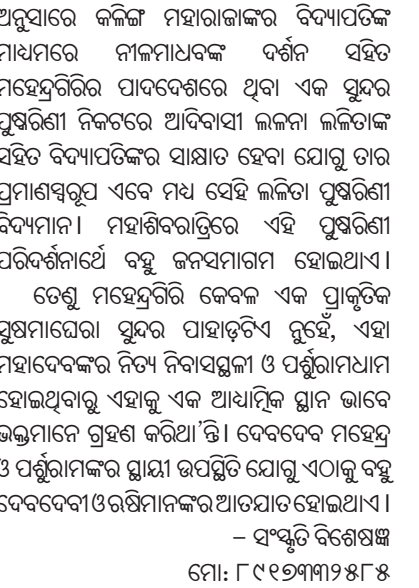 ଅନୁସାରେ କଳିଙ୍ଗ ମହାରାଜାଙ୍କର ବିଦ୍ୟାପତିଙ୍କ
ମାଧ୍ୟମରେ ନୀଳମାଧବଙ୍କ ଦର୍ଶନ ସହିତ
ମହେନ୍ଦ୍ରଗିରିର ପାଦଦେଶରେ ଥିବା ଏକ ସୁନ୍ଦର
ପୁଷ୍କରିଣୀ ନିକଟରେ ଆଦିବାସୀ ଲଳନା ଲଳିତାଙ୍କ
ସହିତ ବିଦ୍ୟାପତିଙ୍କର ସାକ୍ଷାତ ହେବା ଯୋଗୁ ତାର
ପ୍ରମାଣସ୍ୱରୂପ ଏବେ ମଧ୍ୟ ସେହି ଲଳିତା ପୁଷ୍କରିଣୀ
ବିଦ୍ୟମାନ। ମହାଶିବରାତ୍ରିରେ ଏହି ପୁଷ୍କରିଣୀ
ପରିଦର୍ଶନାର୍ଥେ ବହୁ ଜନସମାଗମ ହୋଇଥାଏ।
ତେଣୁ ମହେନ୍ଦ୍ରଗିରି କେବଳ ଏକ ପ୍ରାକୃତିକ
ସୁଷମାଘେରା ସୁନ୍ଦର ପାହାଡ଼ଟିଏ ନୁହେଁ, ଏହା
ମହାଦେବଙ୍କର ନିତ୍ୟ ନିବାସସ୍ଥଳୀ ଓ ପର୍ଶୁରାମଧାମ
ହୋଇଥିବାରୁ ଏହାକୁ ଏକ ଆଧ୍ୟାତ୍ମିକ ସ୍ଥାନ ଭାବେ
ଭକ୍ତମାନେ ଗ୍ରହଣ କରିଥା'ନ୍ତି। ଦେବଦେବ ମହେନ୍ଦ୍ର
ଓ ପର୍ଶୁରାମଙ୍କର ସ୍ଥାୟୀ ଉପସ୍ଥିତି ଯୋଗୁ ଏଠାକୁ ବହୁ
ଦେବଦେବୀ ଓ ଋଷିମାନଙ୍କର ଆତଯାତ ହୋଇଥାଏ।
– ସଂସ୍କୃତି ବିଶେଷଜ୍ଞ
ମୋ: ୮୯୧୭୩୩୨୫୮୫